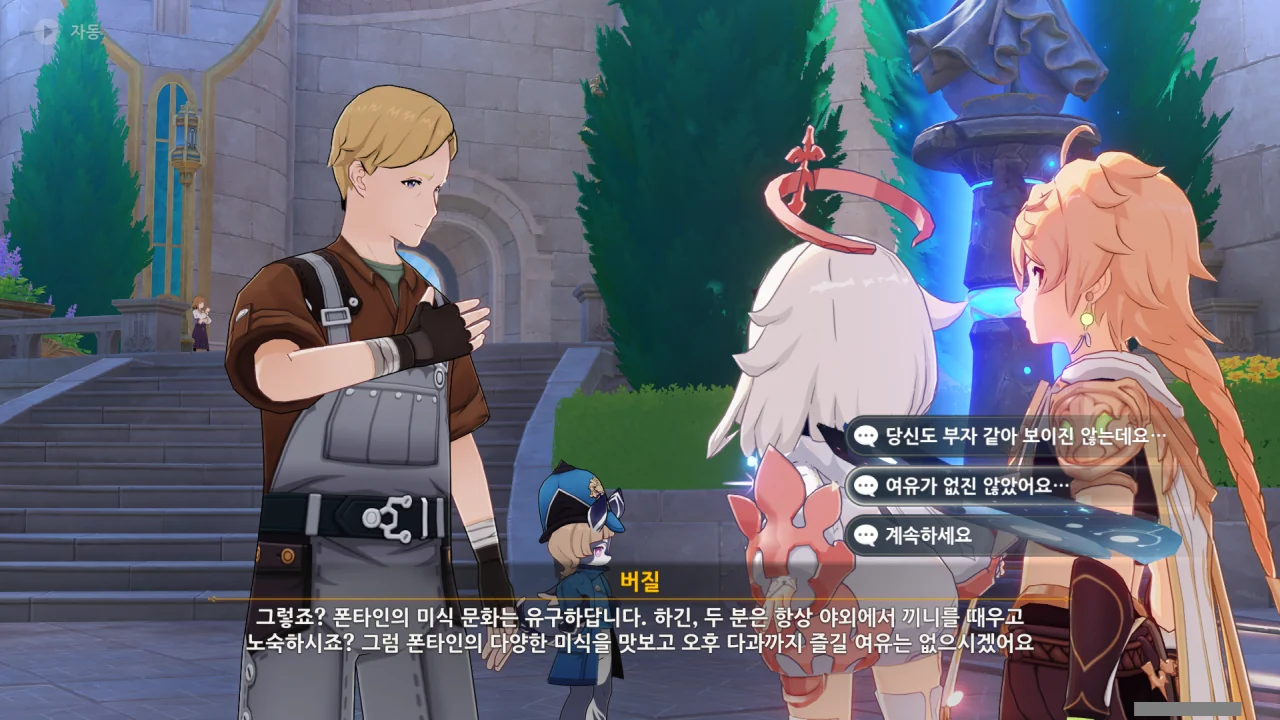 자동
당신도 부자 같아 보이진 않는데요…
여유가 없진 않았어요…
계속하세요
버질
그렇죠? 폰타인의 미식 문화는 유구하답니다. 하긴, 두 분은 항상 야외에서 끼니를 때우고
노숙하시죠? 그럼 폰타인의 다양한 미식을 맛보고 오후 다과까지 즐길 여유는 없으시겠어요